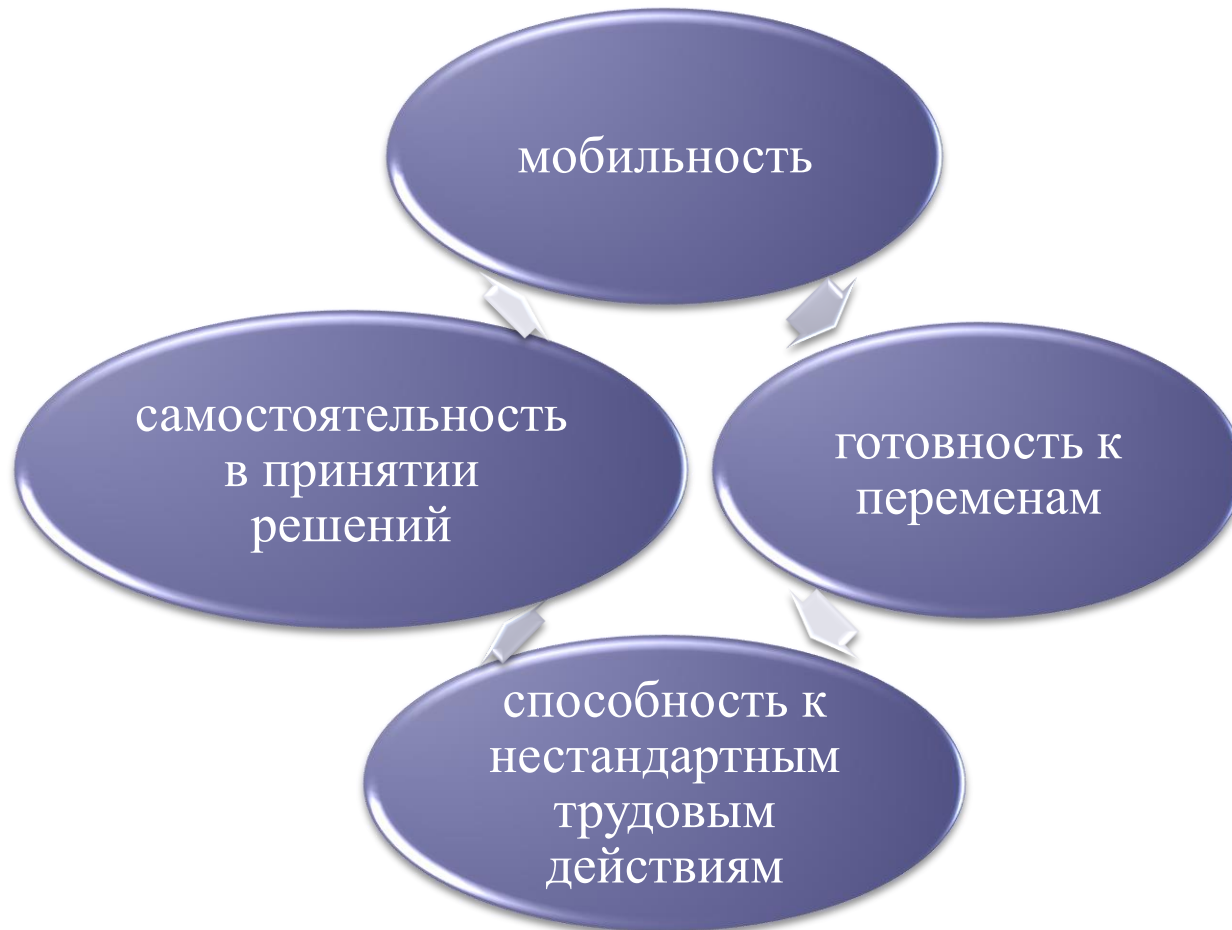 мобильность
самостоятельность
в принятии
решений
готовность к
переменам
способность к
нестандартным
трудовым
действиям